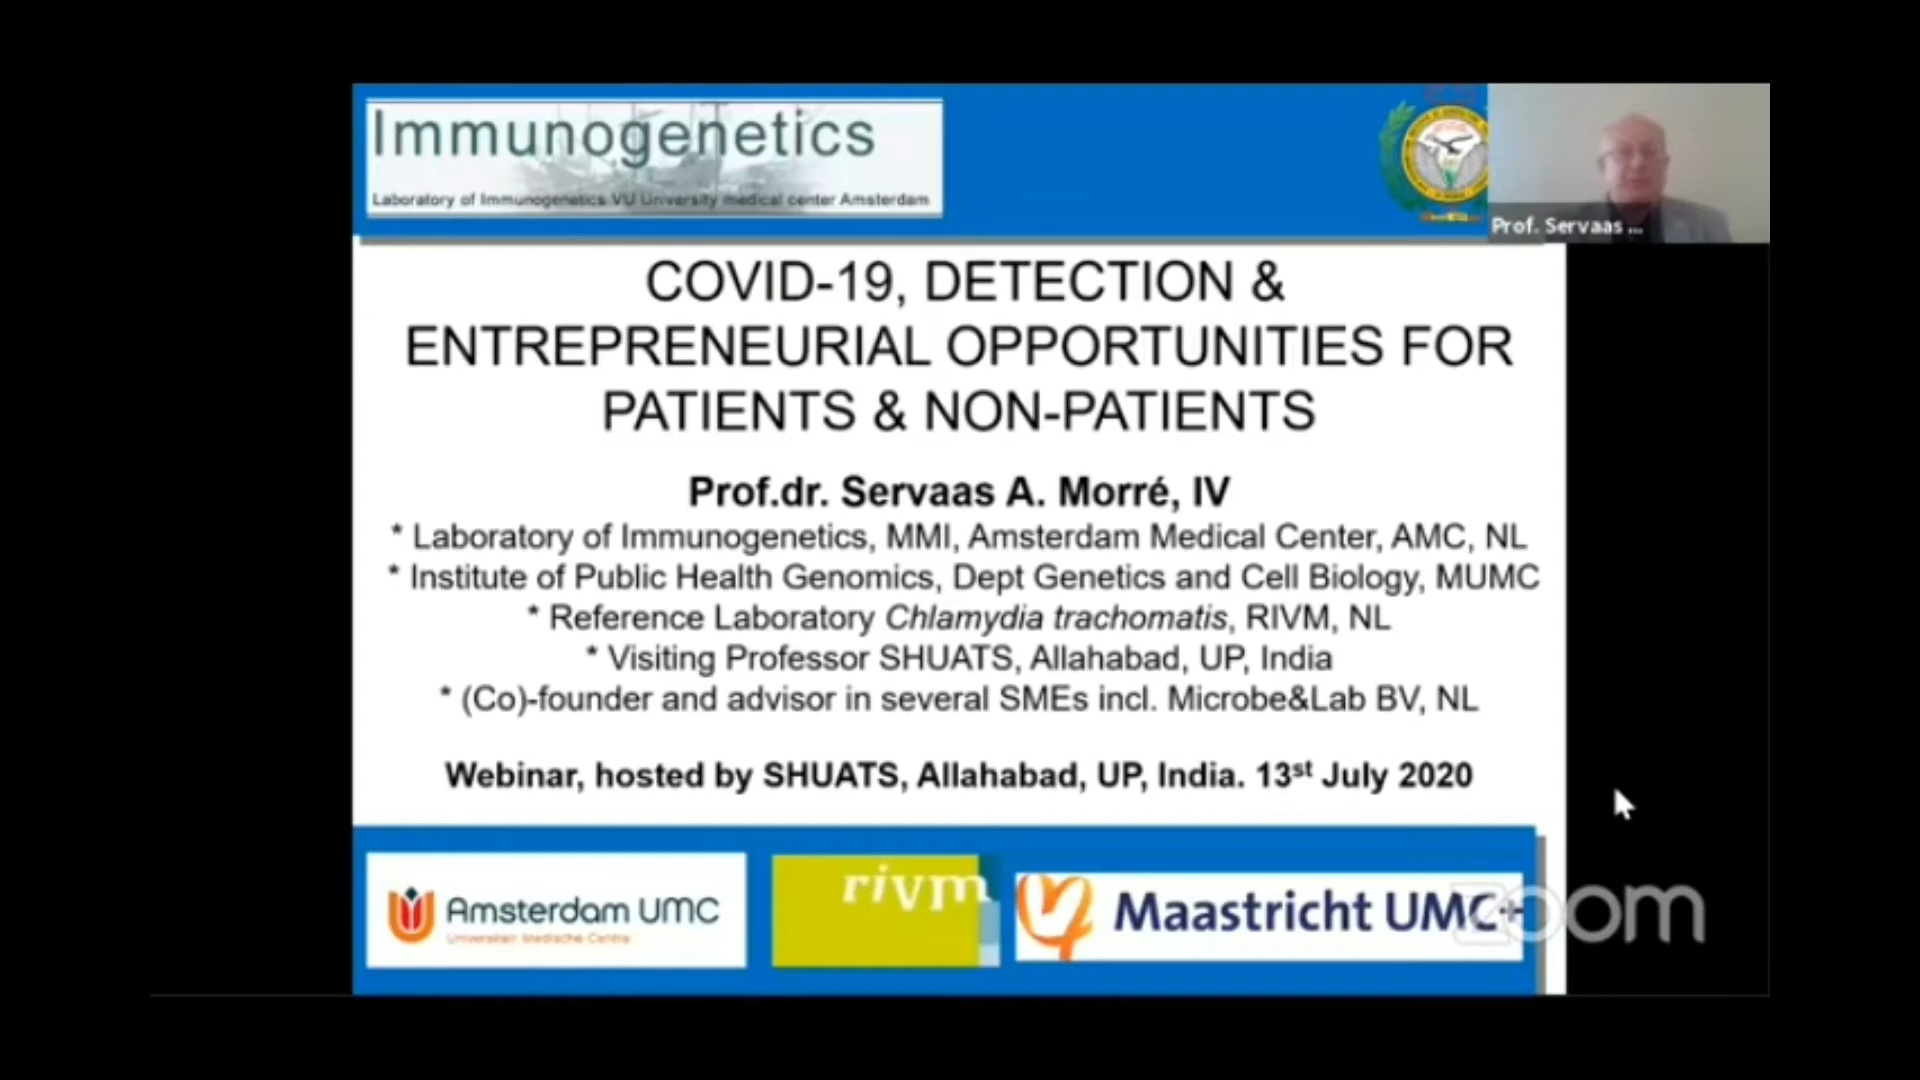 Immunogenetics
Laboratory of Immunogenetics VU University medical center Amsterdam
Prof. Servaas ...
COVID-19, DETECTION &
ENTREPRENEURIAL OPPORTUNITIES FOR
PATIENTS & NON-PATIENTS
Prof.dr. Servaas A. Morré, IV
* Laboratory of Immunogenetics, MMI, Amsterdam Medical Center, AMC, NL
* Institute of Public Health Genomics, Dept Genetics and Cell Biology, MUMC
* Reference Laboratory Chlamydia trachomatis, RIVM, NL
* Visiting Professor SHUATS, Allahabad, UP, India
* (Co)-founder and advisor in several SMEs incl. Microbe&Lab BV, NL
Webinar, hosted by SHUATS, Allahabad, UP, India. 13st July 2020
Amsterdam UMC
Universitair Medische Centra
rivm
Maastricht UMC+
zoom